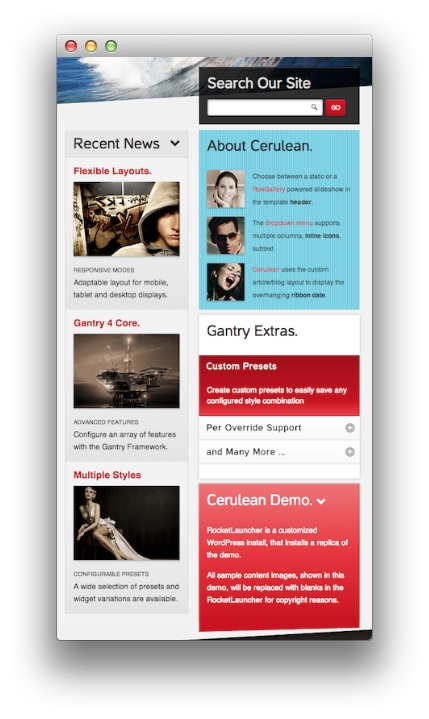 Search Our Site
GO
Recent News
Flexible Layouts.
RESPONSIVE MODES
Adaptable layout for mobile,
tablet and desktop displays.
Gantry 4 Core.
ADVANCED FEATURES
Configure an array of features
with the Gantry Framework.
Multiple Styles
CONFIGURABLE PRESETS
A wide selection of presets and
widget variations are available.
About Cerulean.
Choose between a static or a
RokGallery powered slideshow in
the template header.
The dropdown menu supports
multiple columns, inline icons,
subtext
Cerulean uses the custom
article/blog layout to display the
overhanging ribbon date.
Gantry Extras.
Custom Presets
Create custom presets to easily save any
configured style combination
Per Override Support
and Many More ...
Cerulean Demo.
RocketLauncher is a customized
WordPress install, that installs a replica of
the demo.
All sample content images, shown in this
demo, will be replaced with blanks in the
RocketLauncher for copyright reasons.